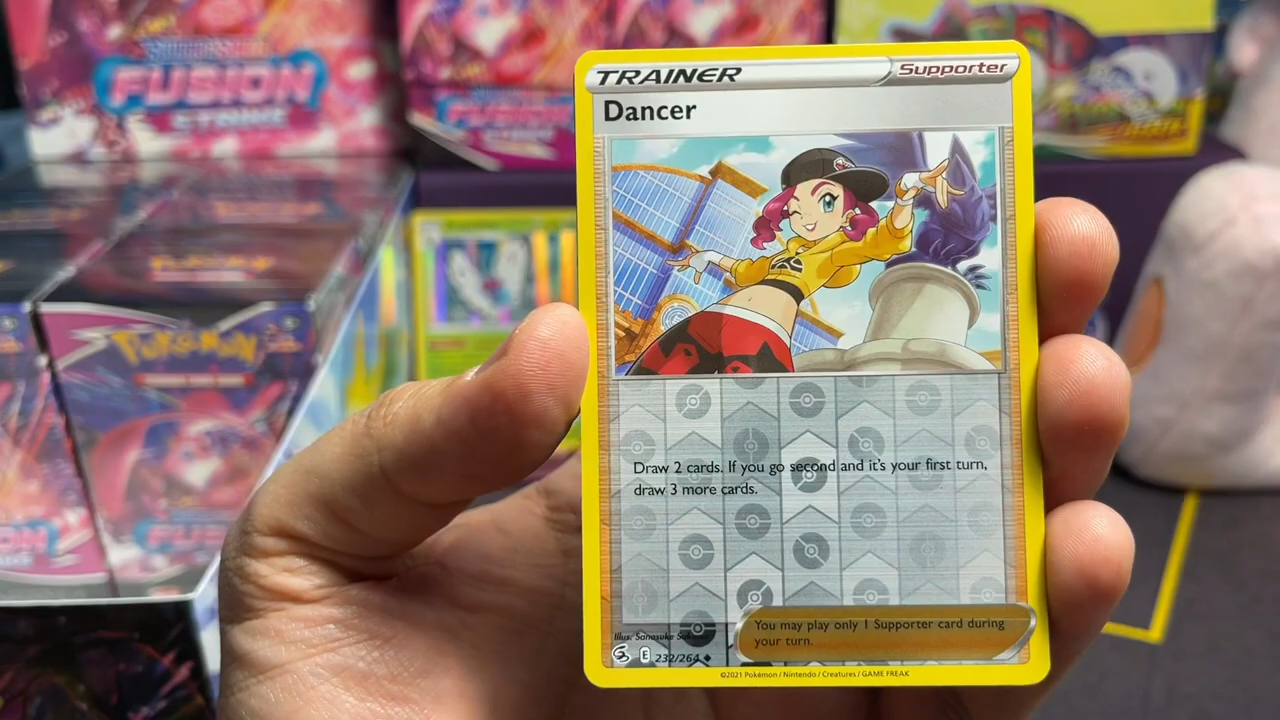 FUSION
STRIKE
FUSION
TRAINER
Supporter
Dancer
Pokémon
Draw 2 cards. If you go second and it's your first turn,
draw 3 more cards.
You may play only 1 Supporter card during
your turn.
Illus. Sanosuke
E 232/264
©2021 Pokémon / Nintendo / Creatures / GAME FREAK